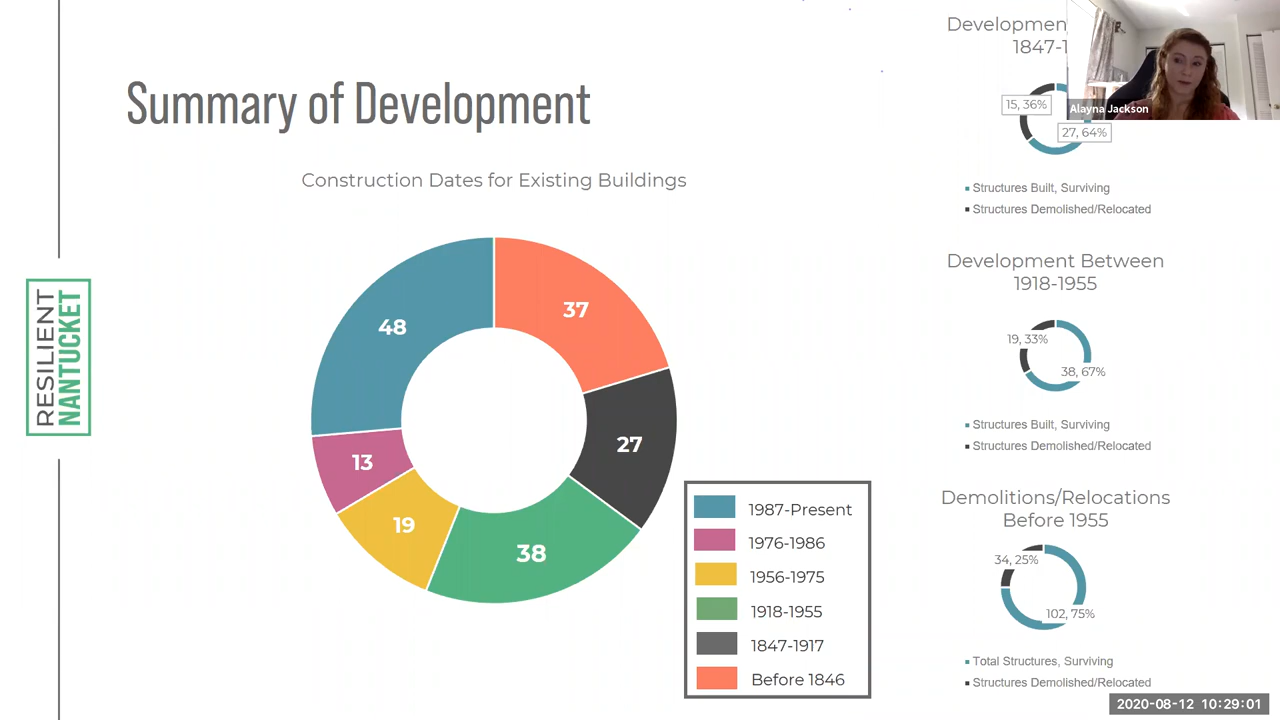 Summary of Development
Construction Dates for Existing Buildings
37
27
38
19
13
48
1987-Present
1976-1986
1956-1975
1918-1955
1847-1917
Before 1846
RESILIENT
NANTUCKET
1847-1
15, 36%
27, 64%
Structures Built, Surviving
Structures Demolished/Relocated
Development Between
1918-1955
19, 33%
38, 67%
Structures Built, Surviving
Structures Demolished/Relocated
Demolitions/Relocations
Before 1955
34, 25%
102, 75%
Total Structures, Surviving
Structures Demolished/Relocated
Alayna Jackson
2020-08-12 10:29:01